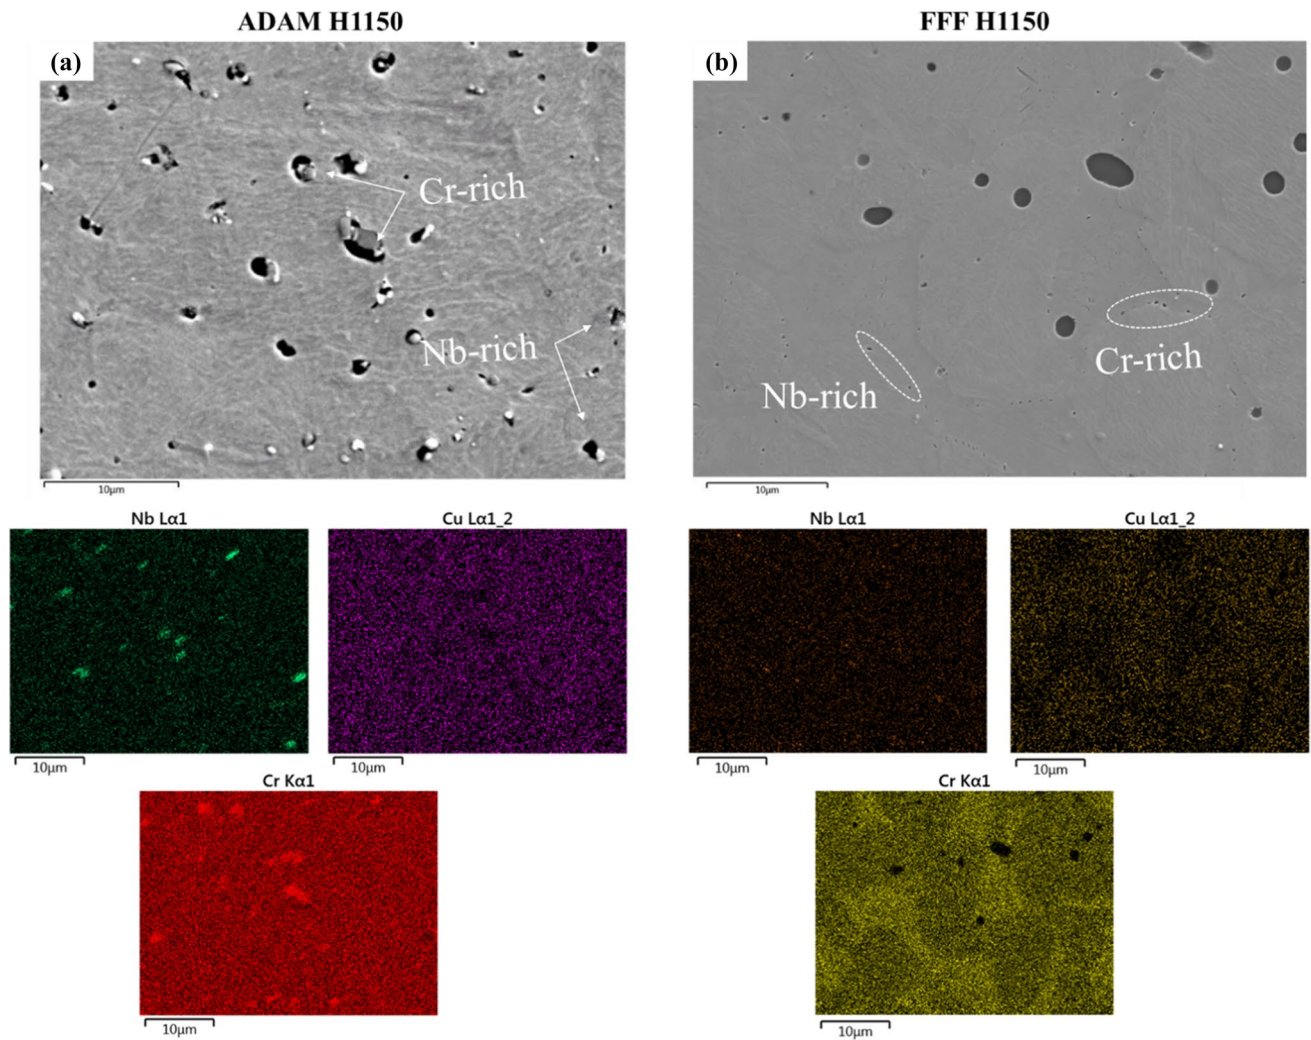 ADAM H1150
FFF H1150
(a)
(b)
Cr-rich
Nb-rich
Cr-rich
Nb-rich
10µm
10µm
Nb Lα1
Cu Lα1_2
Nb Lα1
Cu Lα1_2
10µm
10µm
10µm
10µm
Cr Kα1
Cr Kα1
10µm
10µm